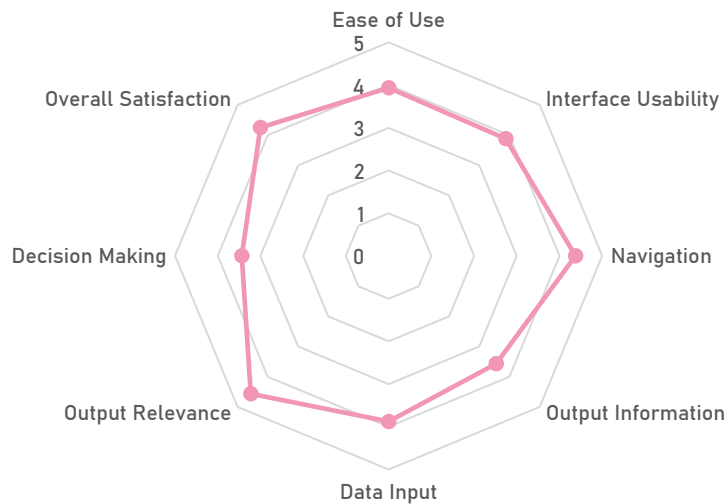 Ease of Use
5
Overall Satisfaction
Interface Usability
4
3
2
1
Decision Making
0
Navigation
Output Relevance
Output Information
Data Input